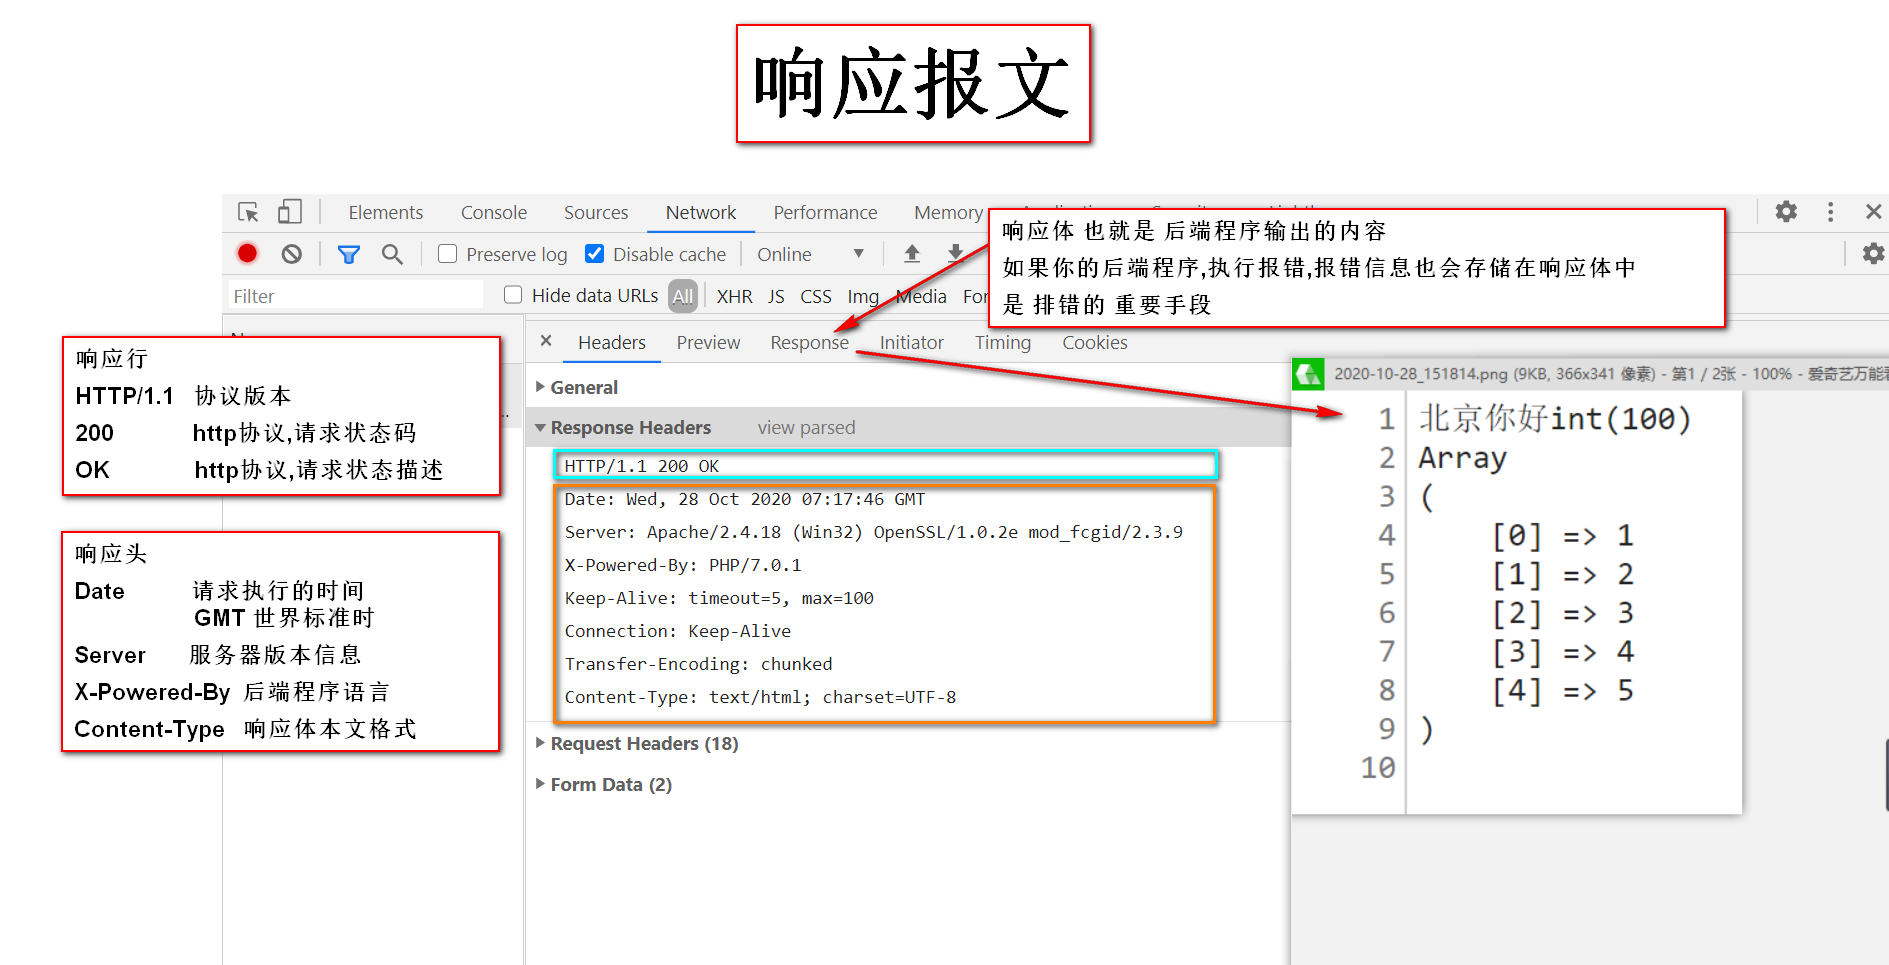 响应报文
Elements Console Sources Network Performance Memory
Preserve log Disable cache Online
Filter Hide data URLs All XHR JS CSS Img Media
响应体 也就是 后端程序输出的内容
如果你的后端程序,执行报错,报错信息也会存储在响应体中
是 排错的 重要手段
响应行
HTTP/1.1 协议版本
200 http协议,请求状态码
OK http协议,请求状态描述
响应头
Date 请求执行的时间
GMT 世界标准时
Server 服务器版本信息
X-Powered-By 后端程序语言
Content-Type 响应体本文格式
Headers Preview Response Initiator Timing Cookies
General
Response Headers view parsed
HTTP/1.1 200 OK
Date: Wed, 28 Oct 2020 07:17:46 GMT
Server: Apache/2.4.18 (Win32) OpenSSL/1.0.2e mod_fcgid/2.3.9
X-Powered-By: PHP/7.0.1
Keep-Alive: timeout=5, max=100
Connection: Keep-Alive
Transfer-Encoding: chunked
Content-Type: text/html; charset=UTF-8
Request Headers (18)
Form Data (2)
2020-10-28_151814.png (9KB, 366x341 像素) - 第1 / 2张 - 100% - 爱奇艺万能
1 北京你好int(100)
2 Array
3 (
4 [0] => 1
5 [1] => 2
6 [2] => 3
7 [3] => 4
8 [4] => 5
9 )
10